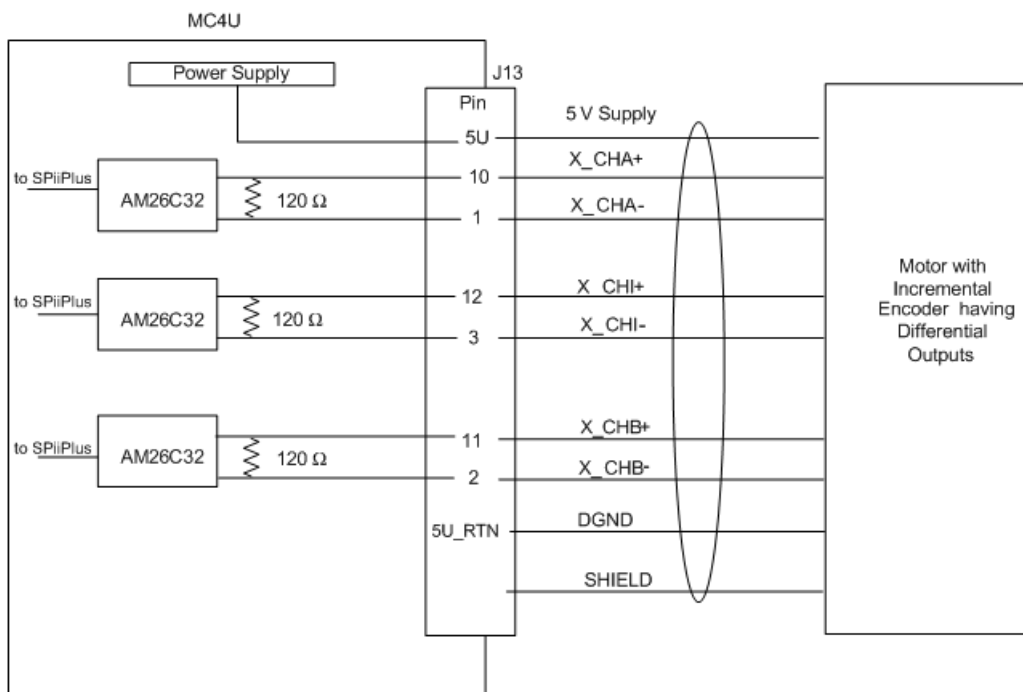 MC4U
Power Supply
J13
Pin
5U
5 V Supply
to SPiiPlus
AM26C32
120 Ω
10
X_CHA+
1
X_CHA-
to SPiiPlus
AM26C32
120 Ω
12
X_CHI+
3
X_CHI-
to SPiiPlus
AM26C32
120 Ω
11
X_CHB+
2
X_CHB-
5U_RTN
DGND
SHIELD
Motor with
Incremental
Encoder having
Differential
Outputs